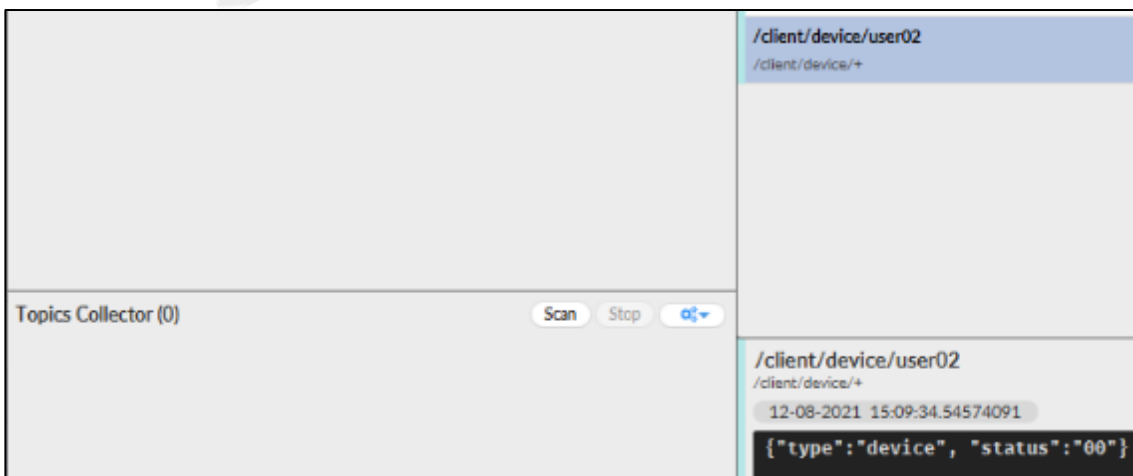 /client/device/user02
/client/device/+
Topics Collector (0)
Scan
Stop
/client/device/user02
/client/device/+
12-08-2021 15:09:34.54574091
{"type":"device", "status":"00"}